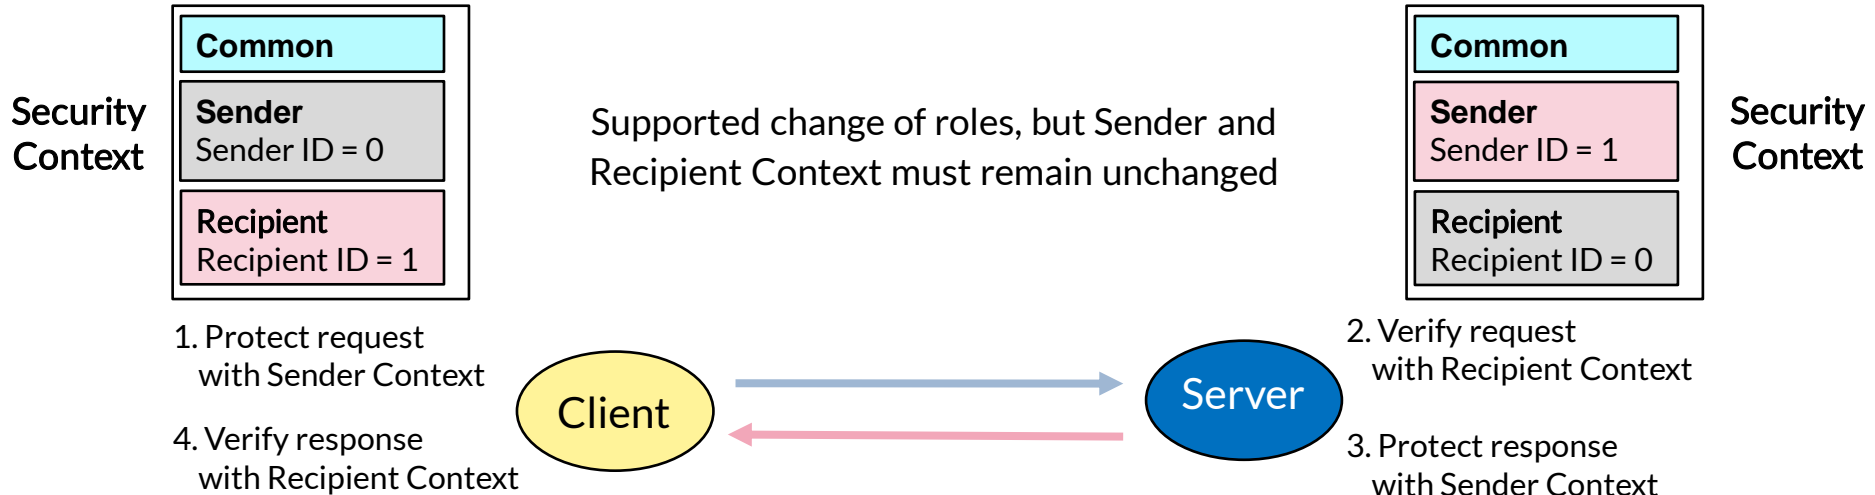 Common
Sender
Sender ID = 0
Recipient
Recipient ID = 1
Security
Context
Supported change of roles, but Sender and
Recipient Context must remain unchanged
Common
Sender
Sender ID = 1
Recipient
Recipient ID = 0
Security
Context
1. Protect request
with Sender Context
4. Verify response
with Recipient Context
Client
Server
2. Verify request
with Recipient Context
3. Protect response
with Sender Context